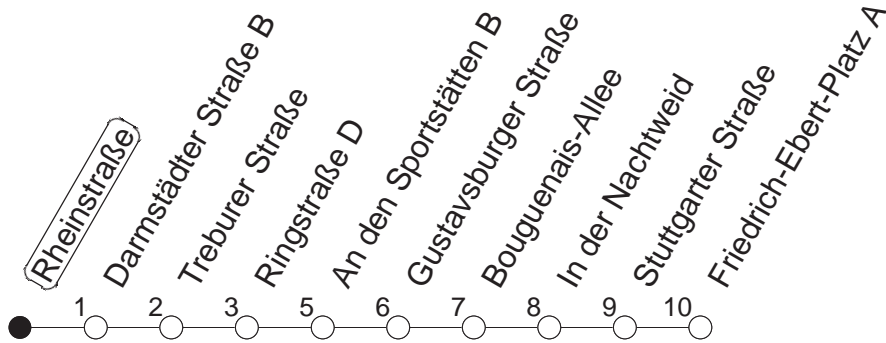 Rheinstraße
Darmstädter Straße B
Treburer Straße
Ringstraße D
An den Sportstätten B
Gustavsburger Straße
Bouguenais-Allee
In der Nachtweid
Stuttgarter Straße
Friedrich-Ebert-Platz A
1 2 3 5 6 7 8 9 10